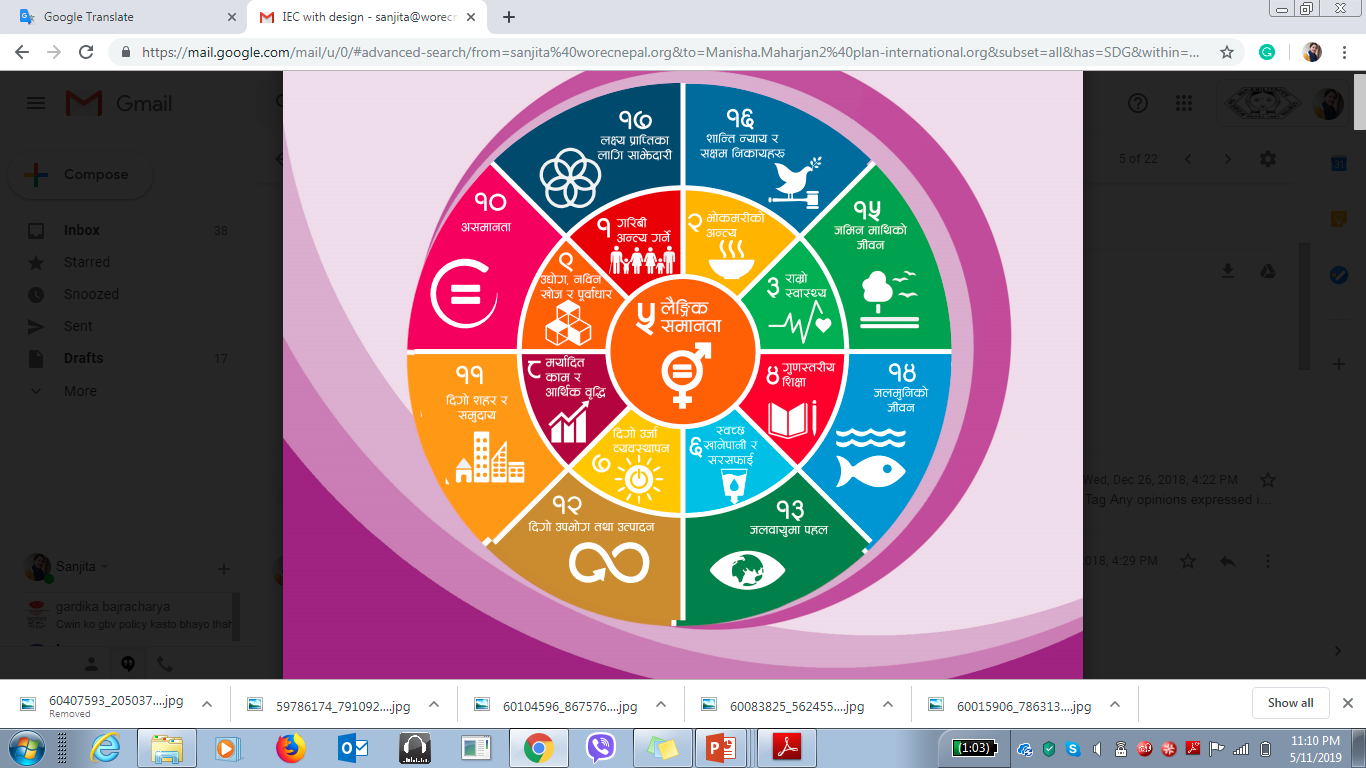 Google Translate
IEC with design - sanjita@worecn
https://mail.google.com/mail/u/0/#advanced-search/from=sanjita%40worecnepal.org&to=Manisha.Maharjan2%40plan-international.org&subset=all&has=SDG&within=...
Gmail
Compose
5 of 22
Inbox 38
Starred
Snoozed
Sent
Drafts 17
More
Wed, Dec 26, 2018, 4:22 PM
Tag Any opinions expressed i...
018, 4:29 PM
Sanjita
gardika bajracharya
Cwin ko gbv policy kasto bhayo thar
१७
लक्ष्य प्राप्तिका
लागि साझेदारी
१६
शान्ति न्याय र
सक्षम निकायहरु
१०
असमानता
१ गरिबी
अन्त्य गर्ने
२ भोकमरीको
अन्त्य
१५
जमिन माथिको
जीवन
९
उद्योग, नविन
खोज र पूर्वाधार
३ राम्रो
स्वास्थ्य
५ लैङ्गिक
समानता
११
दिगो शहर र
समुदाय
८ मर्यादित
काम र
आर्थिक वृद्धि
४ गुणस्तरीय
शिक्षा
१४
जलमुनिको
जीवन
दिगो उर्जा
व्यवस्थापन
७
स्वच्छ
६ खानेपानी र
सरसफाई
१२
दिगो उपभोग तथा उत्पादन
१३
जलवायुमा पहल
60407593_205037....jpg
Removed
59786174_791092....jpg
60104596_867576....jpg
60083825_562455....jpg
60015906_786313....jpg
Show all
(1:03)
11:10 PM
5/11/2019